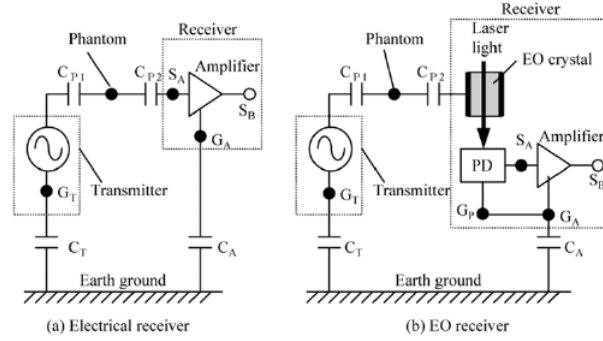 Receiver
Phantom
Amplifier
C_P1
C_P2
S_A
S_B
G_A
G_T
Transmitter
C_T
C_A
Earth ground
(a) Electrical receiver
Receiver
Laser
light
Phantom
EO crystal
C_P1
C_P2
Amplifier
S_A
PD
S_B
Transmitter
G_T
G_P
G_A
C_T
C_A
Earth ground
(b) EO receiver